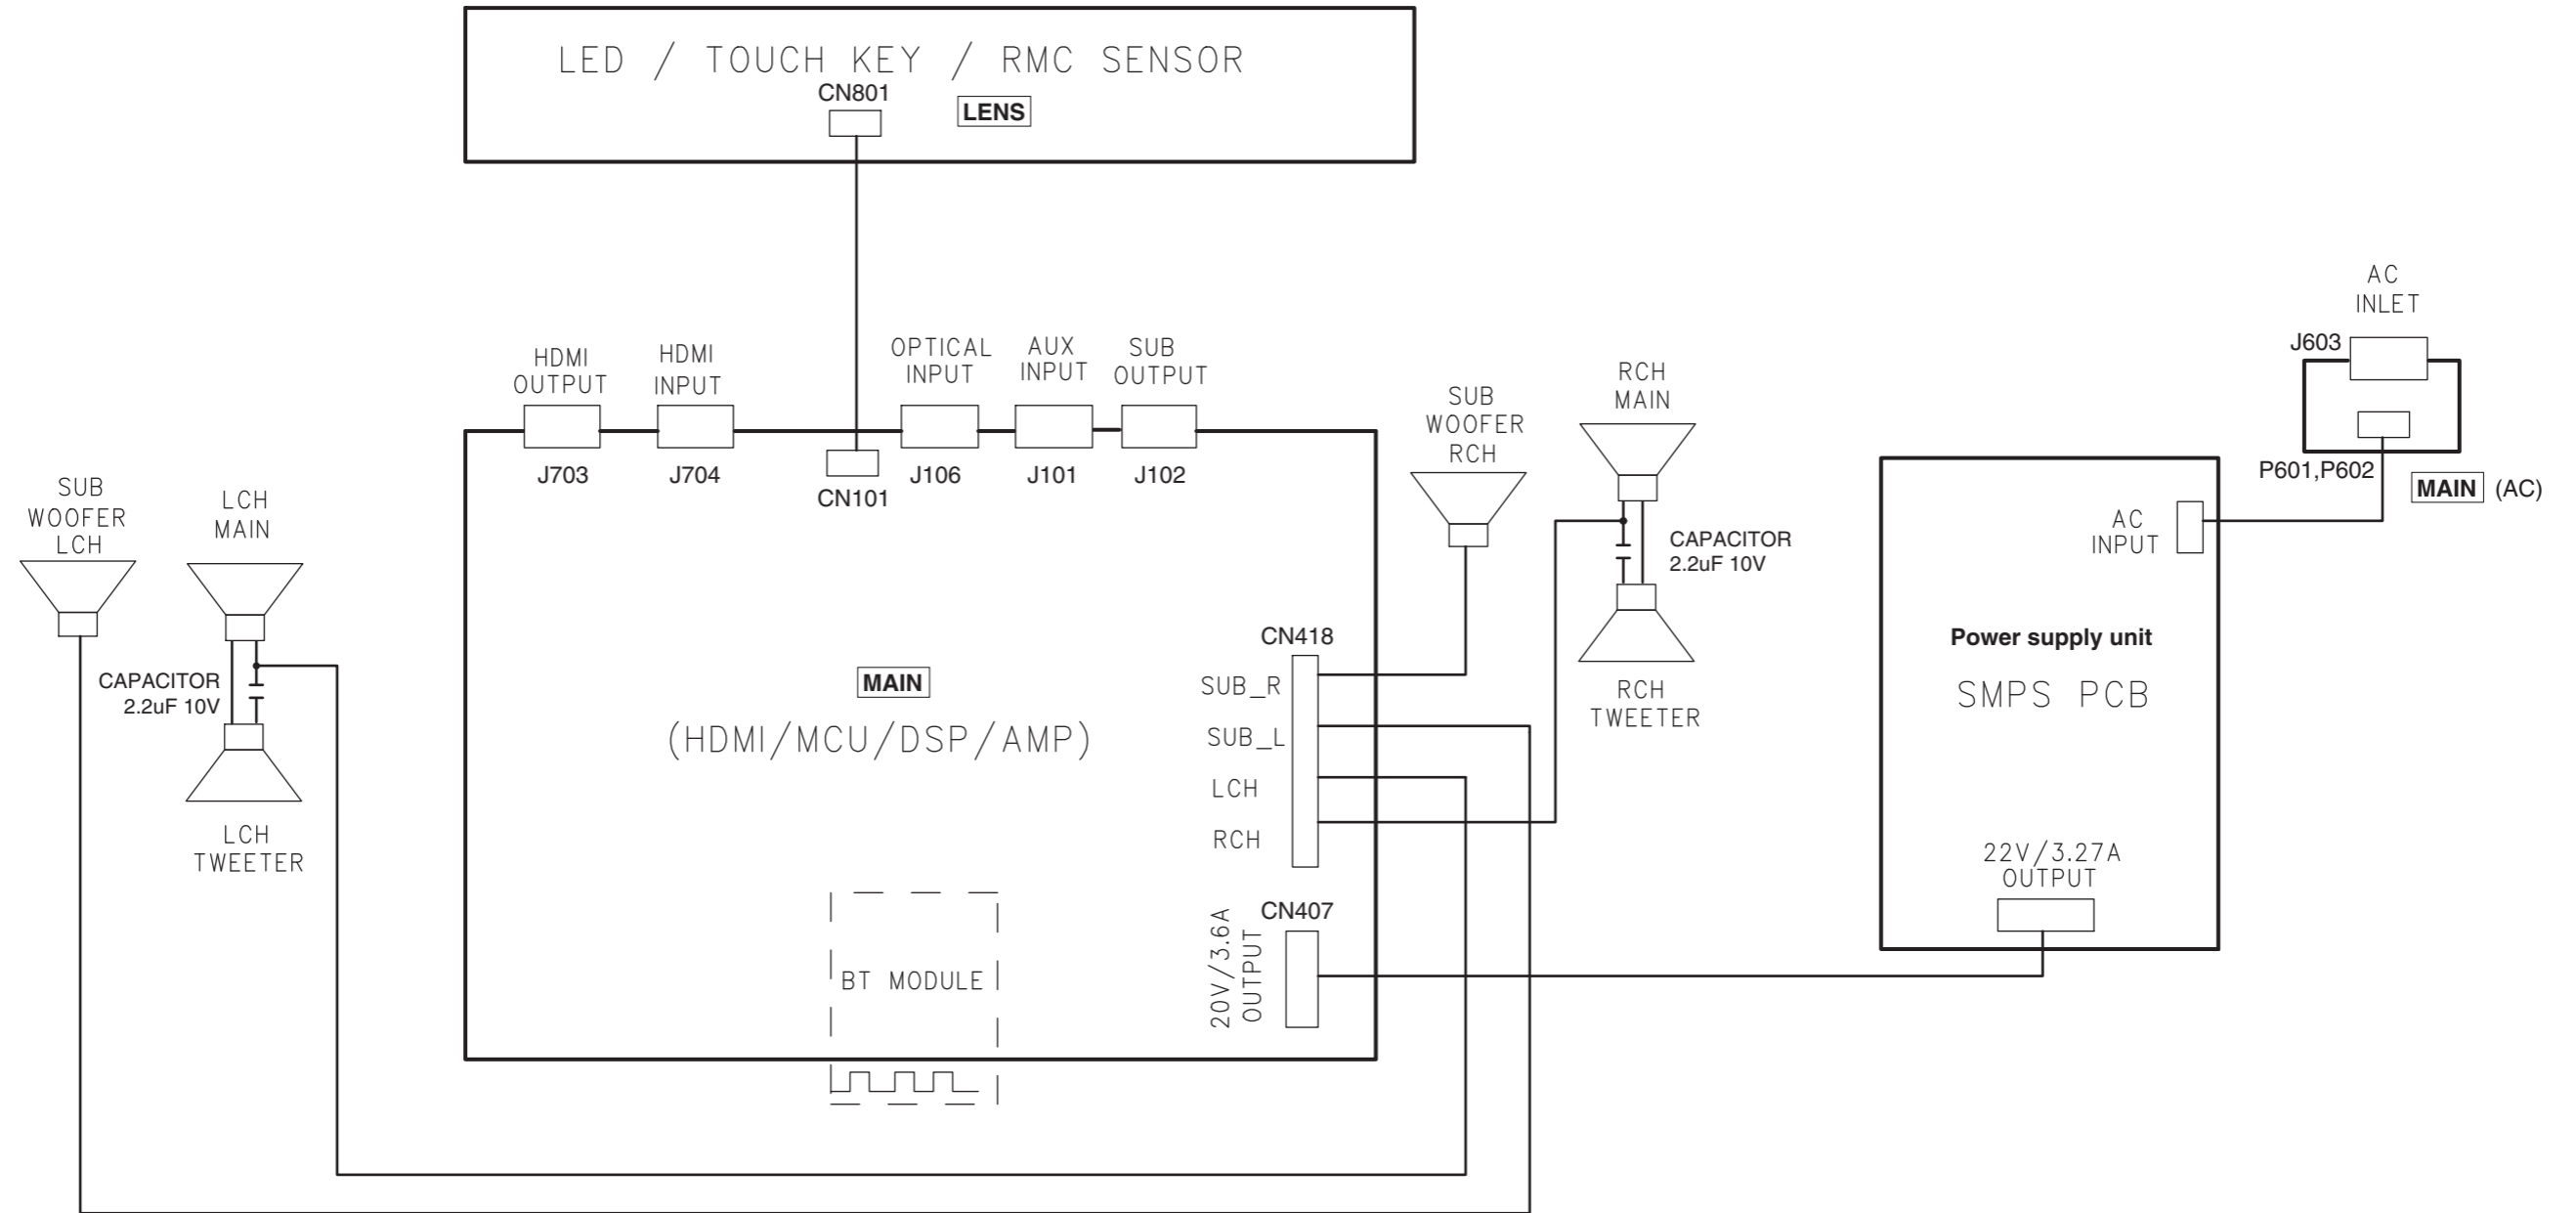 LED / TOUCH KEY / RMC SENSOR
CN801
LENS
AC
INLET
J603
P601,P602
MAIN (AC)
HDMI
OUTPUT
HDMI
INPUT
OPTICAL
INPUT
AUX
INPUT
SUB
OUTPUT
J703
J704
CN101
J106
J101
J102
SUB
WOOFER
RCH
RCH
MAIN
CAPACITOR
2.2uF 10V
RCH
TWEETER
SUB
WOOFER
LCH
LCH
MAIN
CAPACITOR
2.2uF 10V
LCH
TWEETER
MAIN
(HDMI/MCU/DSP/AMP)
CN418
SUB_R
SUB_L
LCH
RCH
CN407
20V/3.6A
OUTPUT
BT MODULE
AC
INPUT
Power supply unit
SMPS PCB
22V/3.27A
OUTPUT